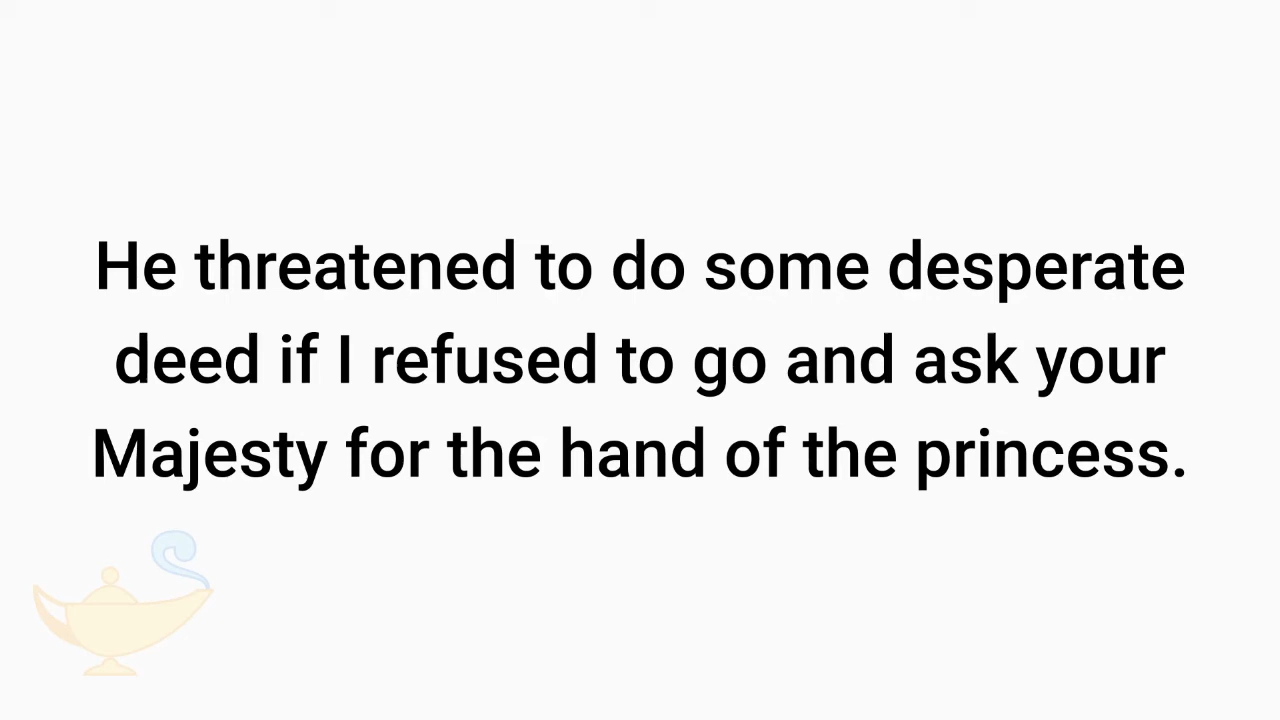 He threatened to do some desperate
deed if I refused to go and ask your
Majesty for the hand of the princess.